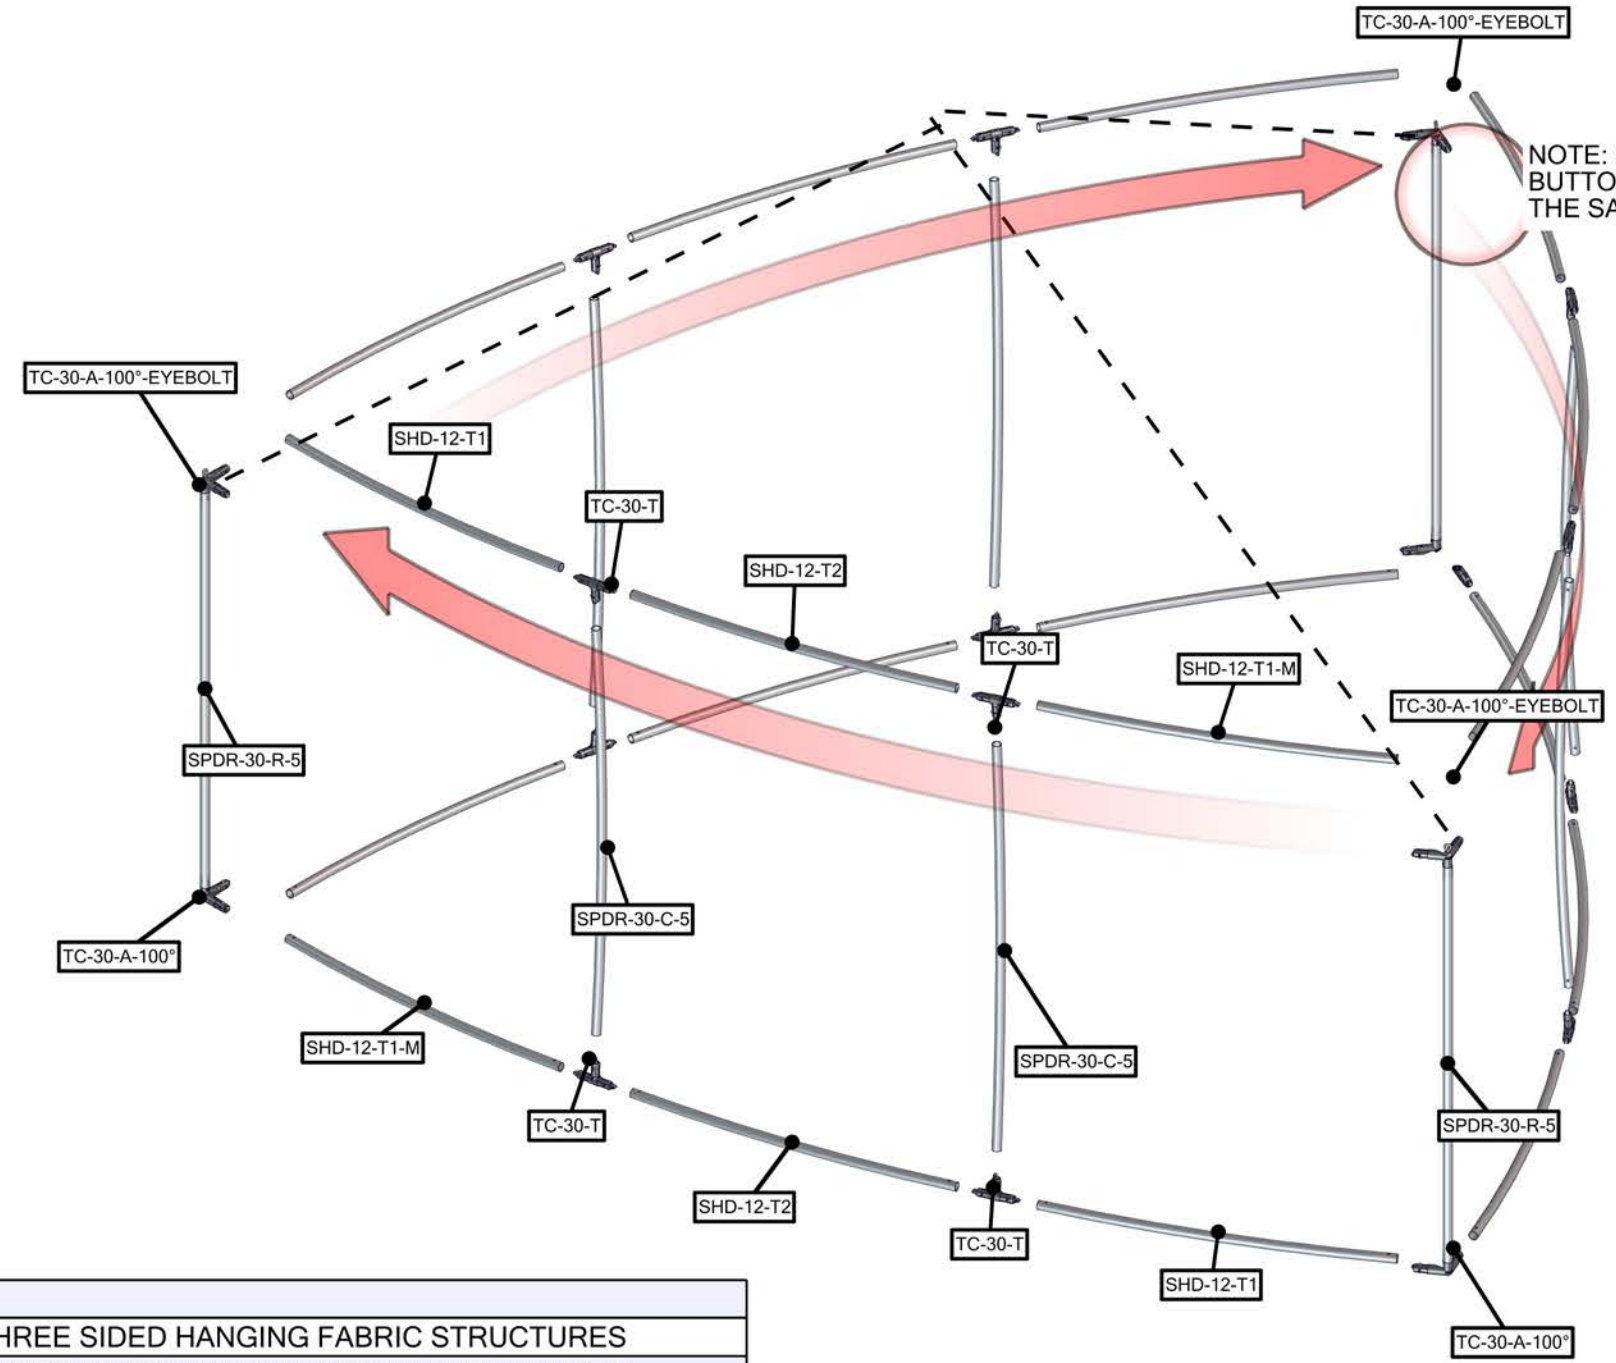 TC-30-A-100°-EYEBOLT
NOTE:
BUTTO
THE SA
TC-30-A-100°-EYEBOLT
SHD-12-T1
TC-30-T
SHD-12-T2
TC-30-T
SHD-12-T1-M
TC-30-A-100°-EYEBOLT
SPDR-30-R-5
SPDR-30-C-5
TC-30-A-100°
SHD-12-T1-M
SPDR-30-C-5
TC-30-T
SPDR-30-R-5
SHD-12-T2
TC-30-T
SHD-12-T1
TC-30-A-100°
HREE SIDED HANGING FABRIC STRUCTURES